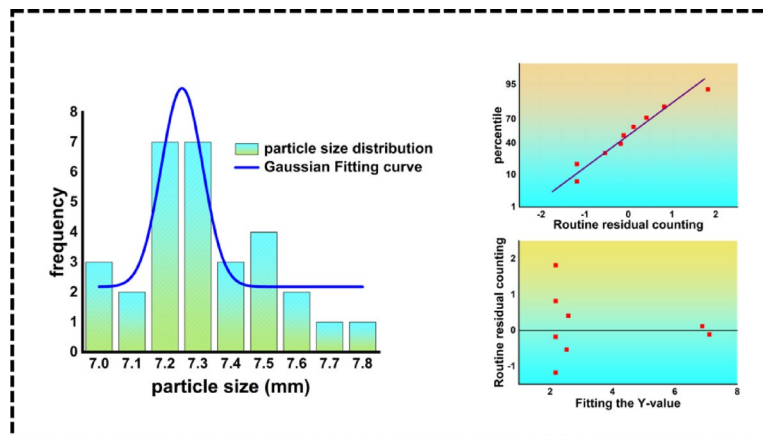 8
7
6
5
4
3
2
1
0
frequency
particle size distribution
Gaussian Fitting curve
7.0 7.1 7.2 7.3 7.4 7.5 7.6 7.7 7.8
particle size (mm)
95
70
40
10
1
percentile
-2 -1 0 1 2
Routine residual counting
2
1
0
-1
Routine residual counting
2 4 6 8
Fitting the Y-value